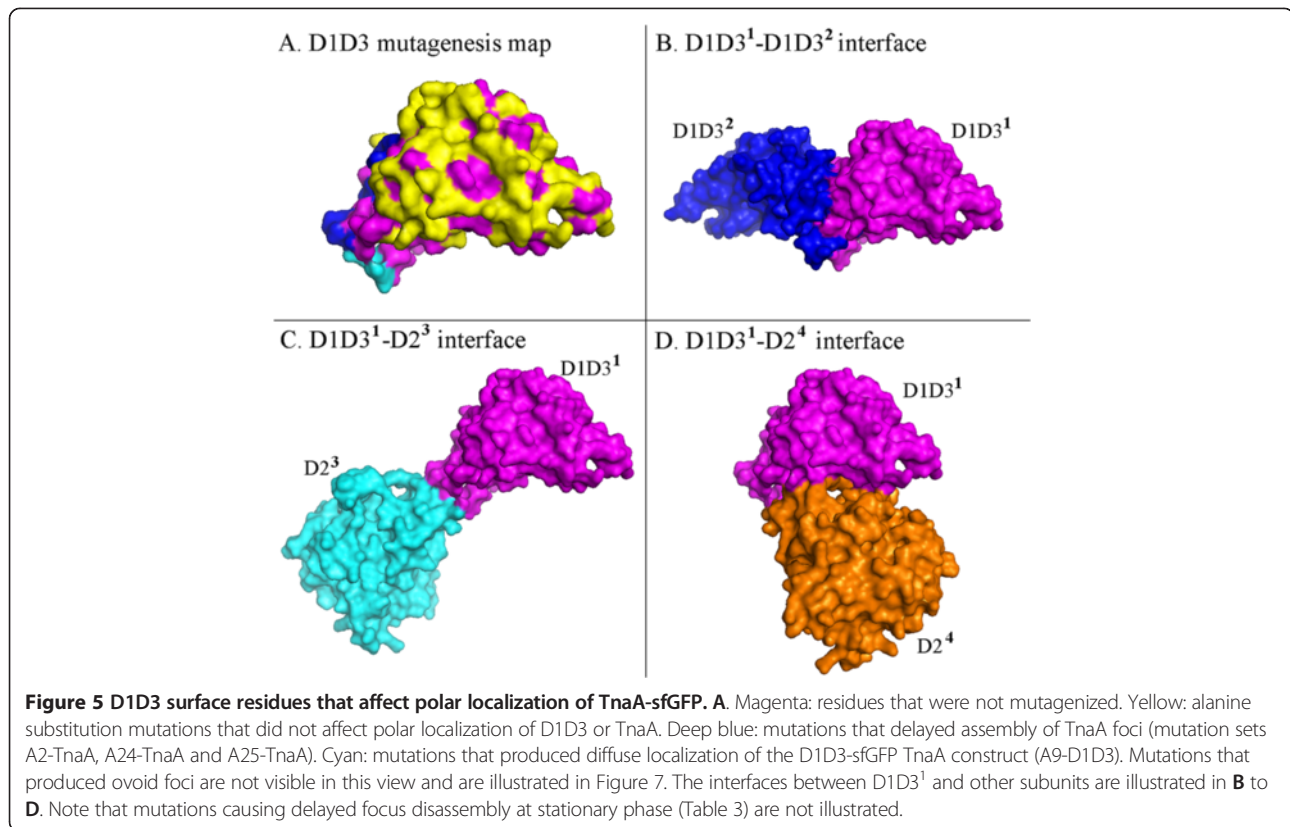 A. D1D3 mutagenesis map
B. D1D3¹-D1D3² interface
D1D3²
D1D3¹
C. D1D3¹-D2³ interface
D1D3¹
D2³
D. D1D3¹-D2⁴ interface
D1D3¹
D2⁴
Figure 5 D1D3 surface residues that affect polar localization of TnaA-sfGFP. A. Magenta: residues that were not mutagenized. Yellow: alanine
substitution mutations that did not affect polar localization of D1D3 or TnaA. Deep blue: mutations that delayed assembly of TnaA foci (mutation sets
A2-TnaA, A24-TnaA and A25-TnaA). Cyan: mutations that produced diffuse localization of the D1D3-sfGFP TnaA construct (A9-D1D3). Mutations that
produced ovoid foci are not visible in this view and are illustrated in Figure 7. The interfaces between D1D3¹ and other subunits are illustrated in B to
D. Note that mutations causing delayed focus disassembly at stationary phase (Table 3) are not illustrated.